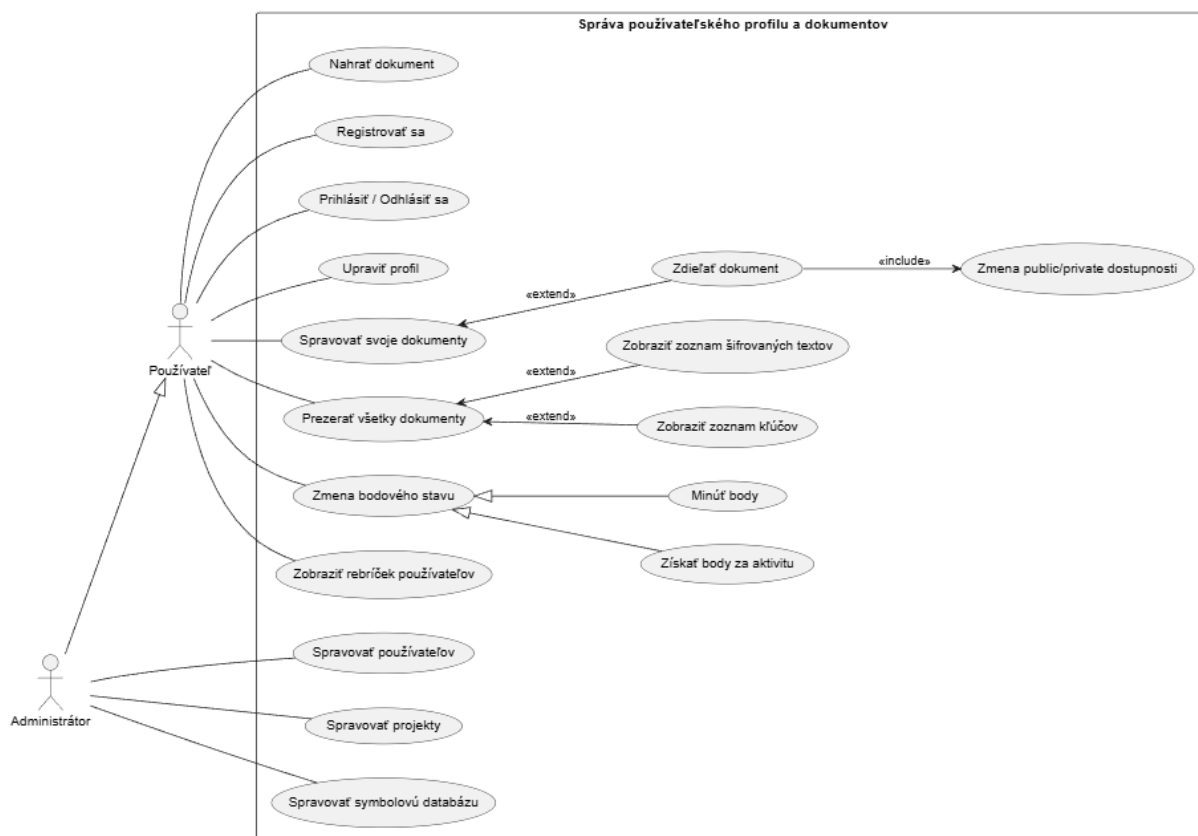 Správa používateľského profilu a dokumentov
Nahrať dokument
Registrovať sa
Prihlásiť / Odhlásiť sa
Upraviť profil
Zdieľať dokument
«include»
Zmena public/private dostupnosti
«extend»
Spravovať svoje dokumenty
Zobraziť zoznam šifrovaných textov
Používateľ
«extend»
Prezerať všetky dokumenty
«extend»
Zobraziť zoznam kľúčov
Zmena bodového stavu
Minúť body
Získať body za aktivitu
Zobraziť rebríček používateľov
Spravovať používateľov
Administrátor
Spravovať projekty
Spravovať symbolovú databázu